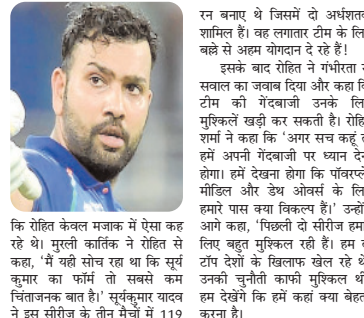 कि रोहित केवल मजाक में ऐसा कह
रहे थे। मुरली कार्तिक ने रोहित से
कहा, 'मैं यही सोच रहा था कि सूर्य
कुमार का फॉर्म तो सबसे कम
चिंताजनक बात है।' सूर्यकुमार यादव
ने इस सीरीज के तीन मैचों में 119
रन बनाए थे जिसमें दो अर्धशतक
शामिल हैं। वह लगातार टीम के लि
बल्ले से अहम योगदान दे रहे हैं!
इसके बाद रोहित ने गंभीरता
सवाल का जवाब दिया और कहा कि
टीम की गेंदबाजी उनके लि
मुश्किलें खड़ी कर सकती है। रोहि
शर्मा ने कहा कि 'अगर सच कहूं
हमें अपनी गेंदबाजी पर ध्यान दे
होगा। हमें देखना होगा कि पॉवरप्ले
मीडिल और डेथ ओवर्स के लि
हमारे पास क्या विकल्प हैं।' उन्हों
आगे कहा, 'पिछली दो सीरीज हमा
लिए बहुत मुश्किल रही हैं। हम
टॉप देशों के खिलाफ खेल रहे थे
उनकी चुनौती काफी मुश्किल थी
हम देखेंगे कि हमें कहां क्या बेहत
करना है।